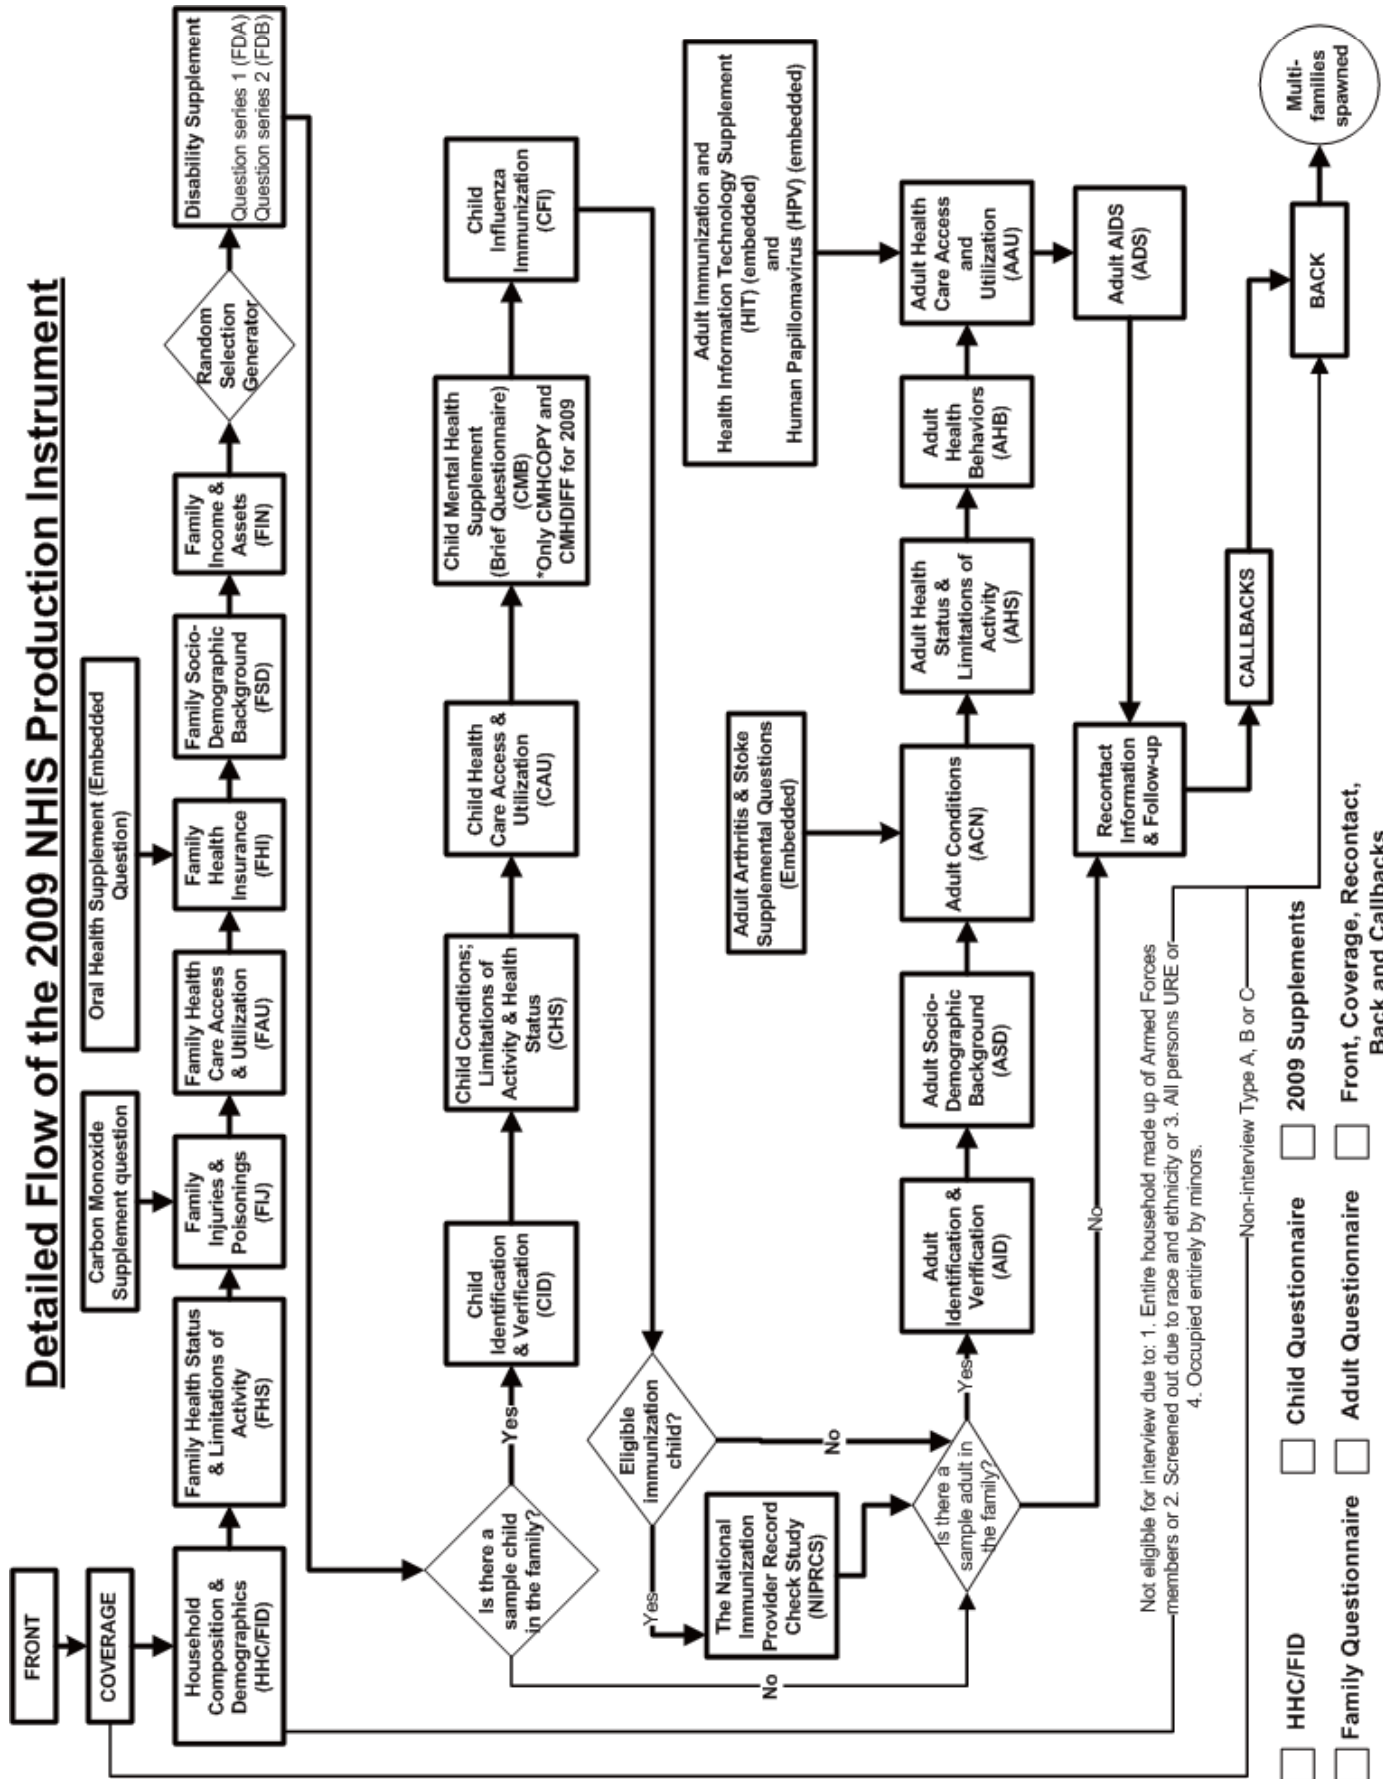 Detailed Flow of the 2009 NHIS Production Instrument
FRONT
COVERAGE
Carbon Monoxide
Supplement question
Oral Health Supplement (Embedded
Question)
Household
Composition &
Demographics
(HHC/FID)
Family Health Status
& Limitations of
Activity
(FHS)
Family
Injuries &
Poisonings
(FIJ)
Family Health
Care Access
& Utilization
(FAU)
Family
Health
Insurance
(FHI)
Family Socio-
Demographic
Background
(FSD)
Family
Income &
Assets
(FIN)
Random
Selection
Generator
Disability Supplement
Question series 1 (FDA)
Question series 2 (FDB)
Is there a
sample child
in the family?
Yes
No
Child
Identification
& Verification
(CID)
Child Conditions;
Limitations of
Activity & Health
Status
(CHS)
Child Health
Care Access &
Utilization
(CAU)
Child Mental Health
Supplement
(Brief Questionnaire)
(CMB)
*Only CMHCOPY and
CMHDIFF for 2009
Child
Influenza
Immunization
(CFI)
Eligible
immunization
child?
Yes
No
The National
Immunization
Provider Record
Check Study
(NIPRCS)
Adult Arthritis & Stoke
Supplemental Questions
(Embedded)
Adult Immunization and
Health Information Technology Supplement
(HIT) (embedded)
and
Human Papillomavirus (HPV) (embedded)
Is there a
sample adult in
the family?
Yes
No
Adult
Identification &
Verification
(AID)
Adult Socio-
Demographic
Background
(ASD)
Adult Conditions
(ACN)
Adult Health
Status &
Limitations of
Activity
(AHS)
Adult
Health
Behaviors
(AHB)
Adult Health
Care Access
and
Utilization
(AAU)
Adult AIDS
(ADS)
Recontact
Information
& Follow-up
CALLBACKS
BACK
Multi-
families
spawned
Not eligible for interview due to: 1. Entire household made up of Armed Forces
members or 2. Screened out due to race and ethnicity or 3. All persons URE or
4. Occupied entirely by minors.
Non-interview Type A, B or C
HHC/FID
Child Questionnaire
2009 Supplements
Family Questionnaire
Adult Questionnaire
Front, Coverage, Recontact,
Back and Callbacks